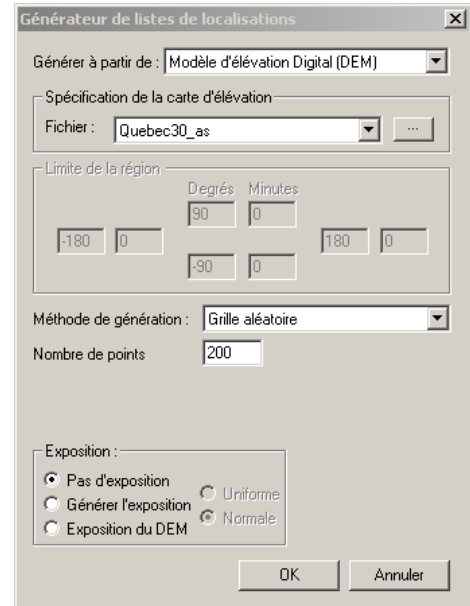 Générateur de listes de localisations
Générer à partir de : Modèle d'élévation Digital (DEM)
Spécification de la carte d'élévation
Fichier : Quebec30_as ...
Limite de la région
Degrés Minutes
90 0
-180 0 180 0
-90 0
Méthode de génération : Grille aléatoire
Nombre de points 200
Exposition :
Pas d'exposition
Générer l'exposition
Exposition du DEM
Uniforme
Normale
OK Annuler